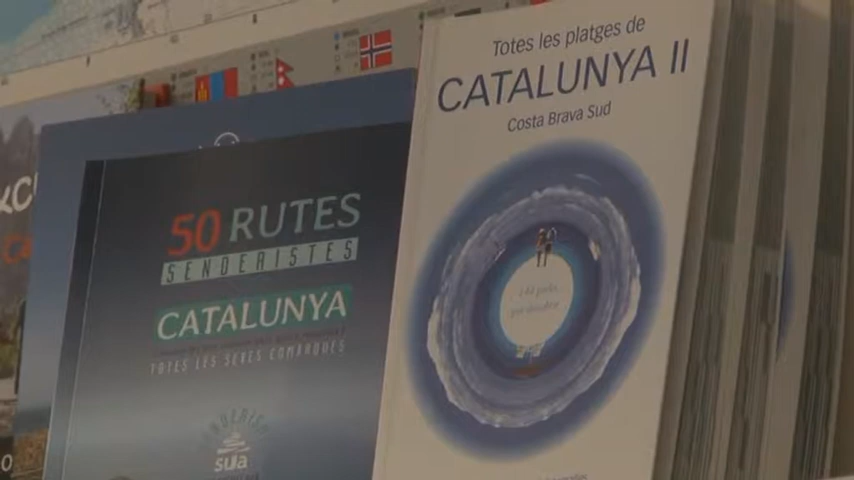 Totes les platges de
CATALUNYA II
Costa Brava Sud
50 RUTES
SENDERISTES
CATALUNYA
TOTES LES SEVES COMARQUES
sua